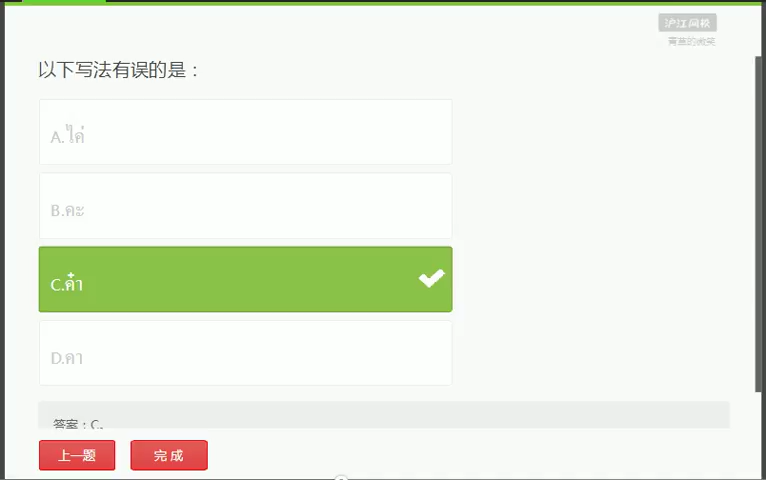 沪江网校
以下写法有误的是：
A.ไค่
B.คะ
C.ค๋า
D.คา
答案：C。
上一题
完成